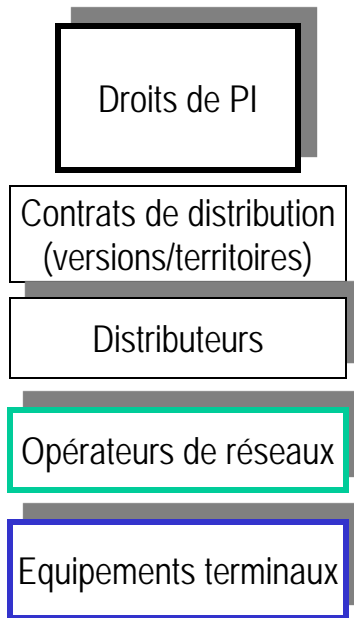 Droits de PI
Contrats de distribution
(versions/territoires)
Distributeurs
Opérateurs de réseaux
Equipements terminaux